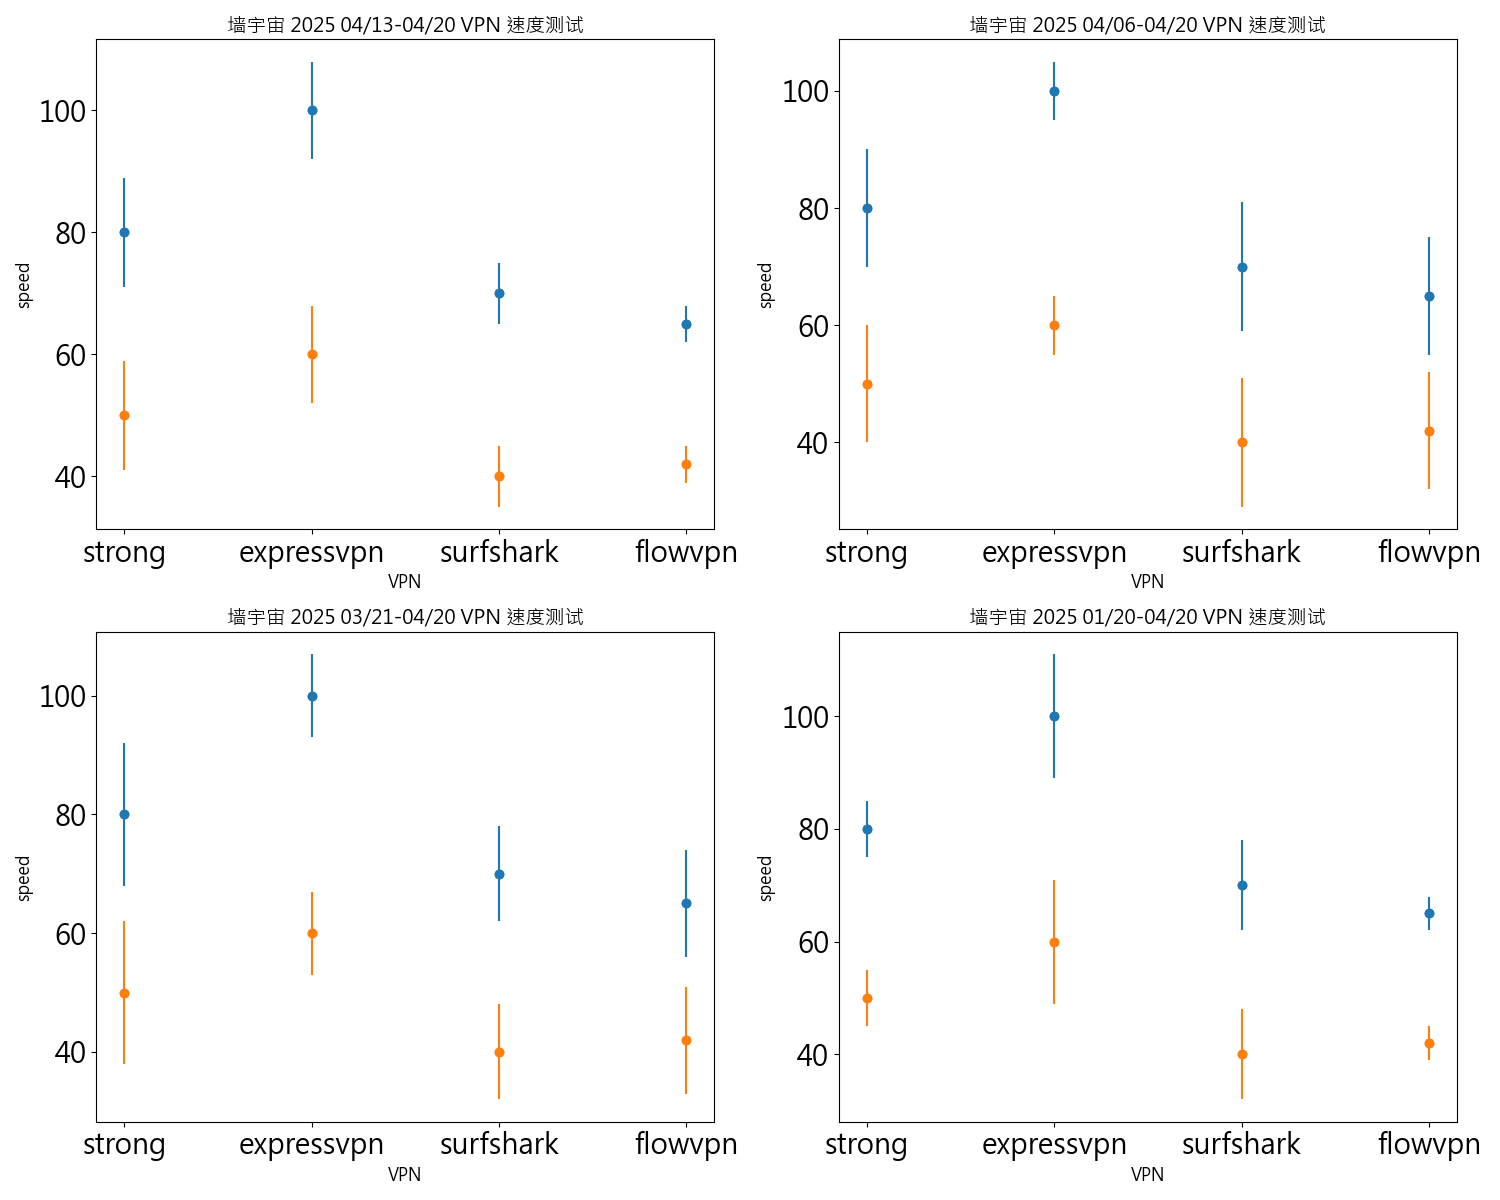 墙宇宙 2025 04/13-04/20 VPN 速度测试
100
80
60
40
speed
strong expressvpn surfshark flowvpn
VPN
墙宇宙 2025 04/06-04/20 VPN 速度测试
100
80
60
40
speed
strong expressvpn surfshark flowvpn
VPN
墙宇宙 2025 03/21-04/20 VPN 速度测试
100
80
60
40
speed
strong expressvpn surfshark flowvpn
VPN
墙宇宙 2025 01/20-04/20 VPN 速度测试
100
80
60
40
speed
strong expressvpn surfshark flowvpn
VPN